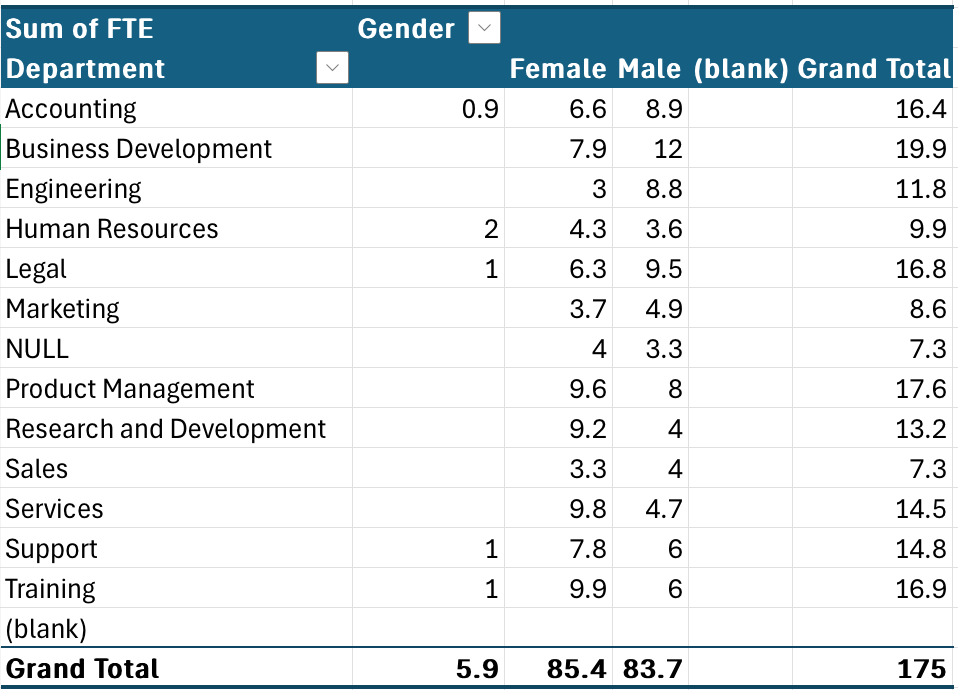 Sum of FTE Gender
Department Female Male (blank) Grand Total
Accounting 0.9 6.6 8.9 16.4
Business Development 7.9 12 19.9
Engineering 3 8.8 11.8
Human Resources 2 4.3 3.6 9.9
Legal 1 6.3 9.5 16.8
Marketing 3.7 4.9 8.6
NULL 4 3.3 7.3
Product Management 9.6 8 17.6
Research and Development 9.2 4 13.2
Sales 3.3 4 7.3
Services 9.8 4.7 14.5
Support 1 7.8 6 14.8
Training 1 9.9 6 16.9
(blank)
Grand Total 5.9 85.4 83.7 175